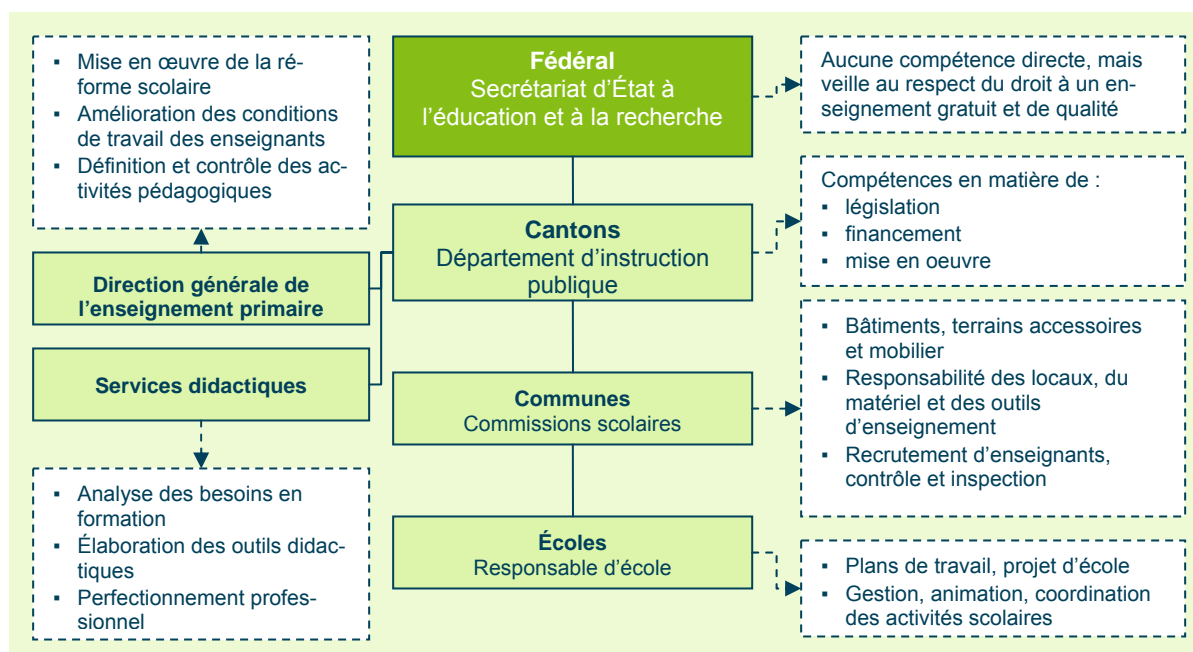 ▪ Mise en œuvre de la ré-
forme scolaire
▪ Amélioration des conditions
de travail des enseignants
▪ Définition et contrôle des ac-
tivités pédagogiques
Fédéral
Secrétariat d'État à
l'éducation et à la recherche
Aucune compétence directe, mais
veille au respect du droit à un en-
seignement gratuit et de qualité
Direction générale de
l'enseignement primaire
Cantons
Département d'instruction
publique
Compétences en matière de :
▪ législation
▪ financement
▪ mise en oeuvre
Services didactiques
Communes
Commissions scolaires
▪ Bâtiments, terrains accessoires
et mobilier
▪ Responsabilité des locaux, du
matériel et des outils
d'enseignement
▪ Recrutement d'enseignants,
contrôle et inspection
▪ Analyse des besoins en
formation
▪ Élaboration des outils didac-
tiques
▪ Perfectionnement profes-
sionnel
Écoles
Responsable d'école
▪ Plans de travail, projet d'école
▪ Gestion, animation, coordination
des activités scolaires